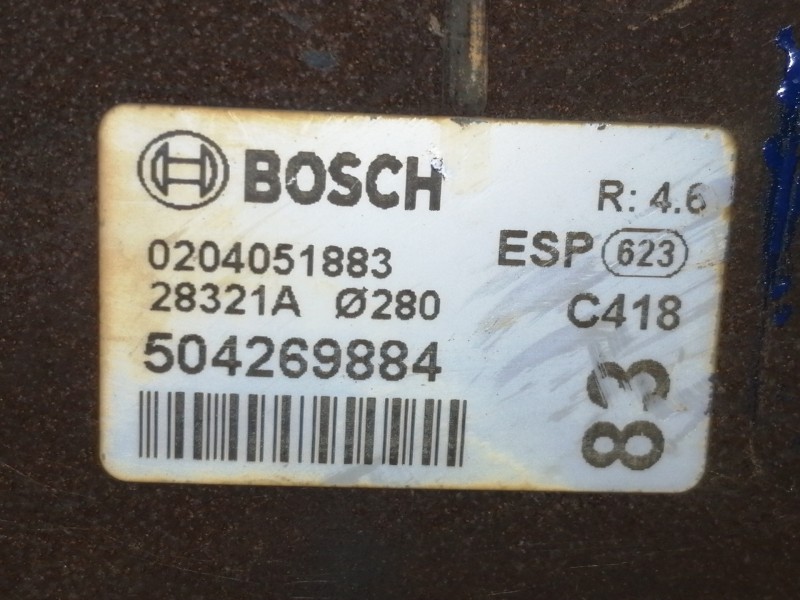 BOSCH
R: 4.6
0204051883
ESP 623
28321A Ø280
C418
504269884
83